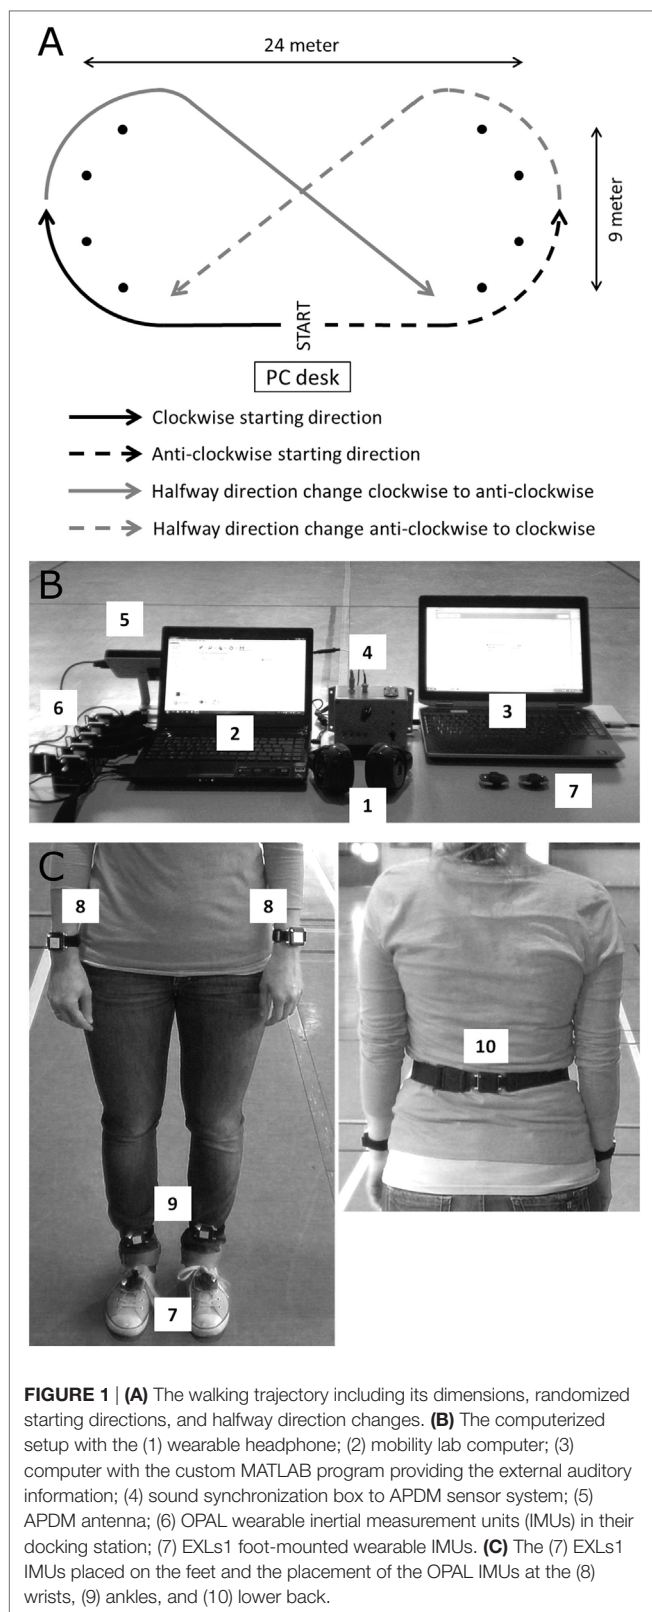 A
24 meter
9 meter
START
PC desk
Clockwise starting direction
Anti-clockwise starting direction
Halfway direction change clockwise to anti-clockwise
Halfway direction change anti-clockwise to clockwise
B
5
4
6
2
3
1
7
C
8 8
10
9
7
FIGURE 1 | (A) The walking trajectory including its dimensions, randomized
starting directions, and halfway direction changes. (B) The computerized
setup with the (1) wearable headphone; (2) mobility lab computer; (3)
computer with the custom MATLAB program providing the external auditory
information; (4) sound synchronization box to APDM sensor system; (5)
APDM antenna; (6) OPAL wearable inertial measurement units (IMUs) in their
docking station; (7) EXLs1 foot-mounted wearable IMUs. (C) The (7) EXLs1
IMUs placed on the feet and the placement of the OPAL IMUs at the (8)
wrists, (9) ankles, and (10) lower back.